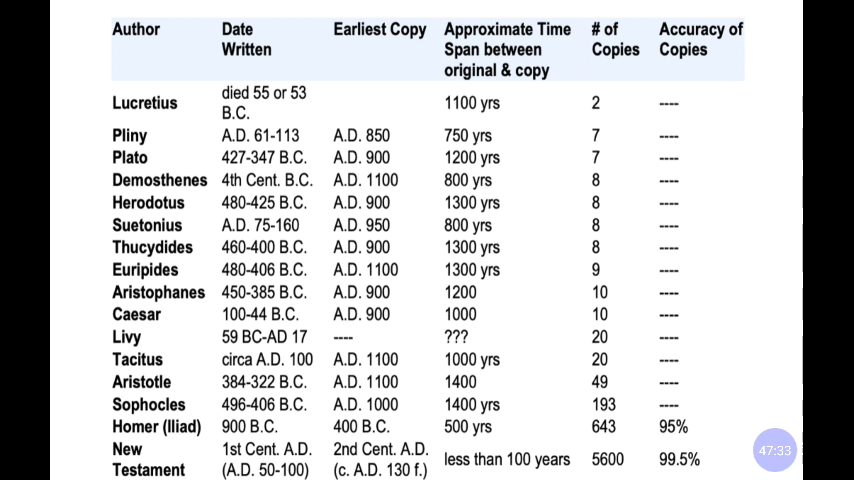 Author Date Written Earliest Copy Approximate Time Span between original & copy # of Copies Accuracy of Copies
Lucretius died 55 or 53 B.C. 1100 yrs 2 ----
Pliny A.D. 61-113 A.D. 850 750 yrs 7 ----
Plato 427-347 B.C. A.D. 900 1200 yrs 7 ----
Demosthenes 4th Cent. B.C. A.D. 1100 800 yrs 8 ----
Herodotus 480-425 B.C. A.D. 900 1300 yrs 8 ----
Suetonius A.D. 75-160 A.D. 950 800 yrs 8 ----
Thucydides 460-400 B.C. A.D. 900 1300 yrs 8 ----
Euripides 480-406 B.C. A.D. 1100 1300 yrs 9 ----
Aristophanes 450-385 B.C. A.D. 900 1200 10 ----
Caesar 100-44 B.C. A.D. 900 1000 10 ----
Livy 59 BC-AD 17 ---- ??? 20 ----
Tacitus circa A.D. 100 A.D. 1100 1000 yrs 20 ----
Aristotle 384-322 B.C. A.D. 1100 1400 49 ----
Sophocles 496-406 B.C. A.D. 1000 1400 yrs 193 ----
Homer (Iliad) 900 B.C. 400 B.C. 500 yrs 643 95%
New Testament 1st Cent. A.D. (A.D. 50-100) 2nd Cent. A.D. (c. A.D. 130 f.) less than 100 years 5600 99.5%
47:33